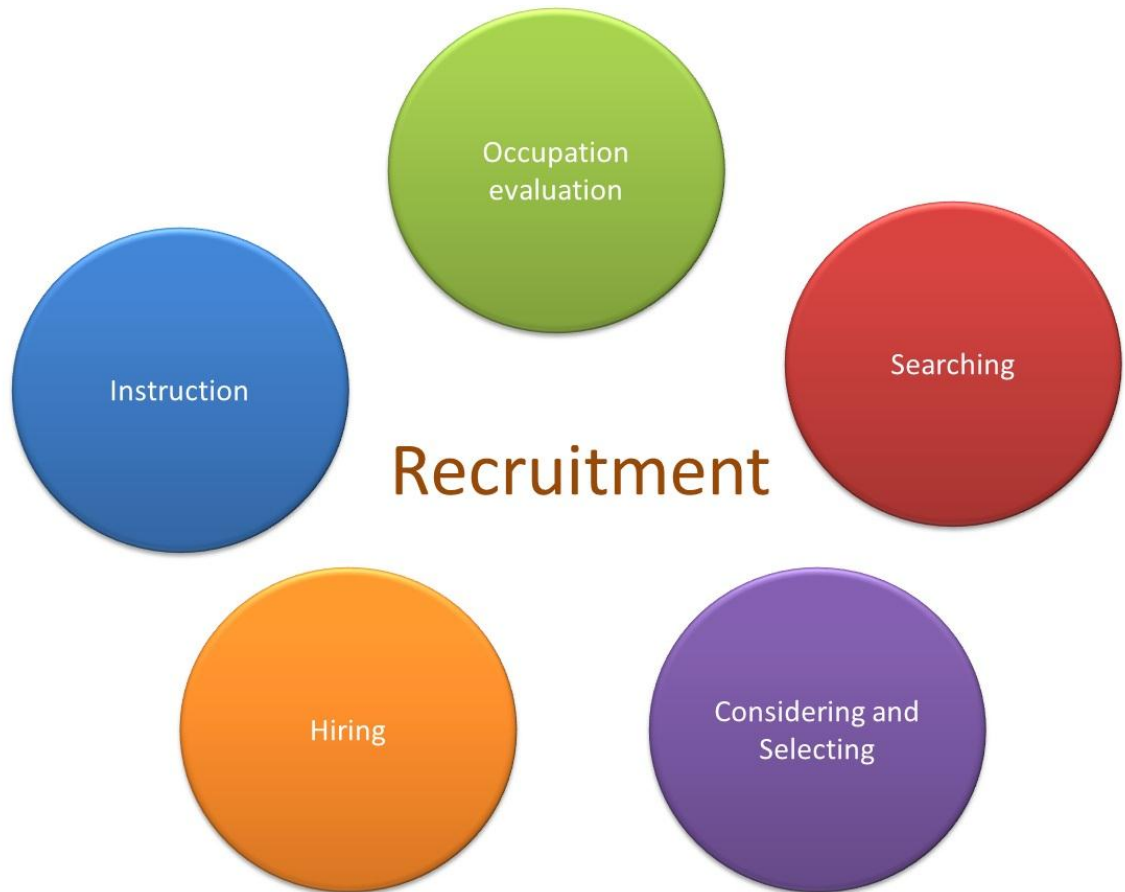 Occupation
evaluation
Searching
Instruction
Recruitment
Considering and
Selecting
Hiring